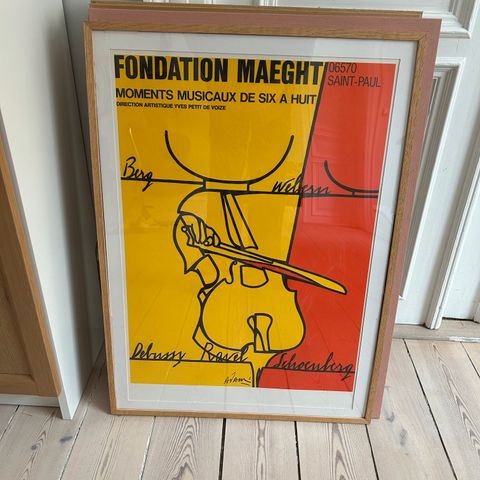 FONDATION MAEGHT
06570
SAINT-PAUL
MOMENTS MUSICAUX DE SIX A HUIT
DIRECTION ARTISTIQUE YVES PETIT DE VOIZE
Berg Webern
Debussy Ravel Schoenberg
ADAMI